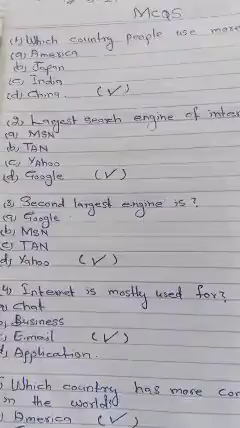 MCQS
(1) Which country people use more
(a) America
(b) Japan
(c) India
(d) China (✓)
(2) Largest search engine of inter
(a) MSN
(b) TAN
(c) Yahoo
(d) Google (✓)
(3) Second largest engine is?
(a) Google
(b) MSN
(c) TAN
(d) Yahoo (✓)
(4) Internet is mostly used for?
a) Chat
b) Business
c) Email (✓)
d) Application.
Which country has more com
in the world?
) America (✓)